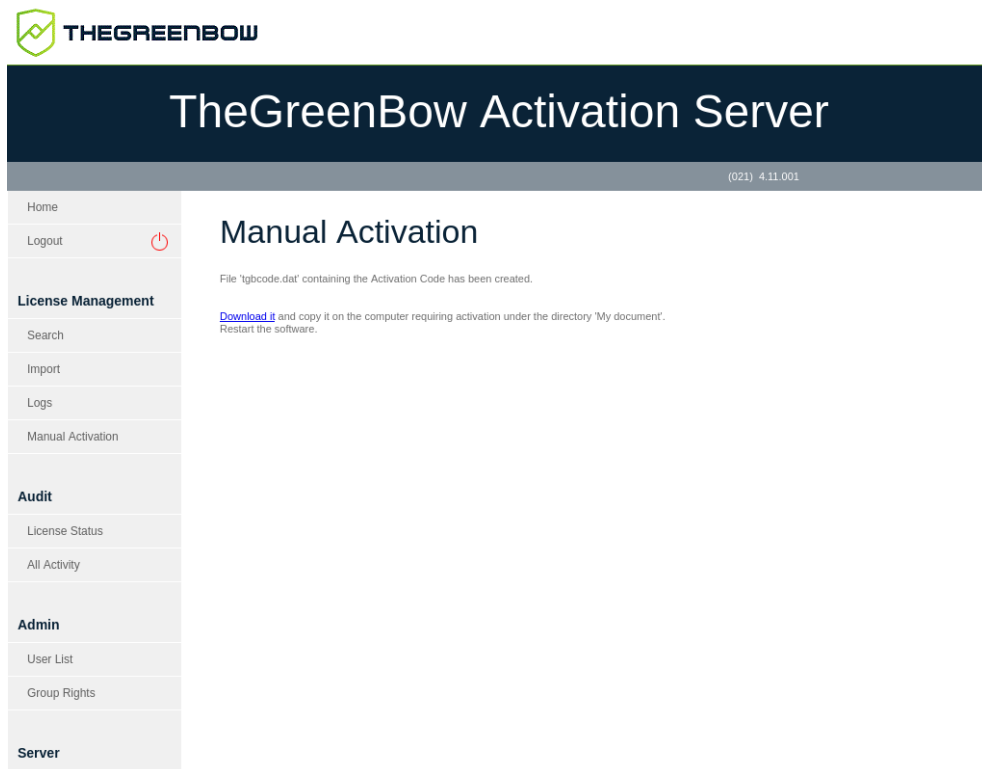 THEGREENBOW
TheGreenBow Activation Server
(021) 4.11.001
Home
Logout
License Management
Search
Import
Logs
Manual Activation
Audit
License Status
All Activity
Admin
User List
Group Rights
Server
Manual Activation
File 'tgbcode.dat' containing the Activation Code has been created.
Download it and copy it on the computer requiring activation under the directory 'My document'.
Restart the software.